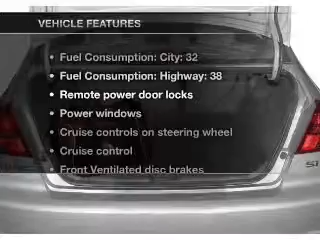 VEHICLE FEATURES
• Fuel Consumption: City: 32
• Fuel Consumption: Highway: 38
• Remote power door locks
• Power windows
• Cruise controls on steering wheel
• Cruise control
• Front Ventilated disc brakes